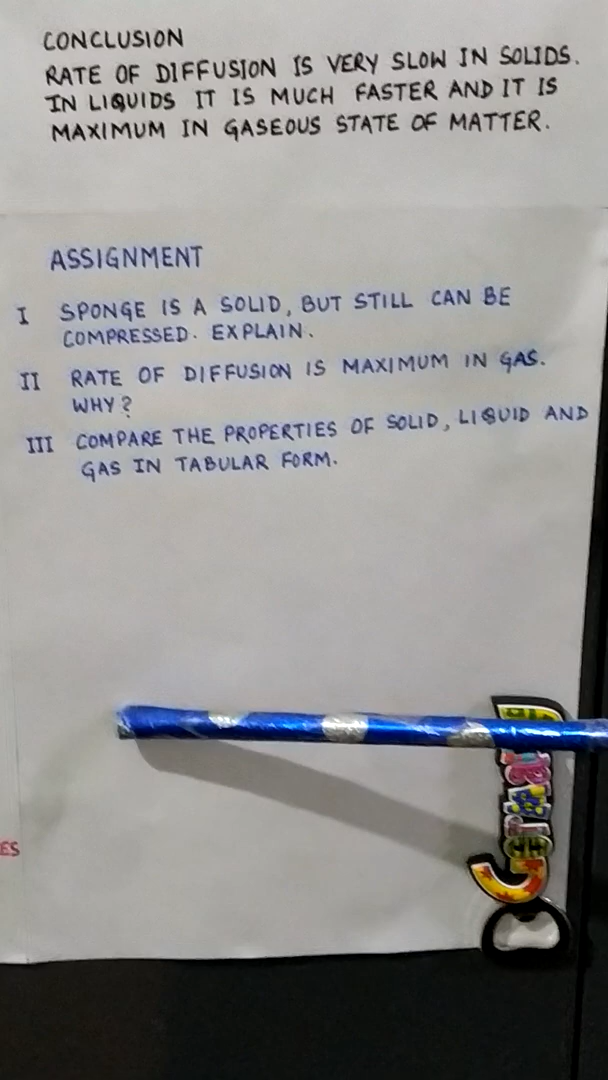 CONCLUSION
RATE OF DIFFUSION IS VERY SLOW IN SOLIDS.
IN LIQUIDS IT IS MUCH FASTER AND IT IS
MAXIMUM IN GASEOUS STATE OF MATTER.
ASSIGNMENT
I SPONGE IS A SOLID, BUT STILL CAN BE
COMPRESSED. EXPLAIN.
II RATE OF DIFFUSION IS MAXIMUM IN GAS.
WHY?
III COMPARE THE PROPERTIES OF SOLID, LIQUID AND
GAS IN TABULAR FORM.
ES